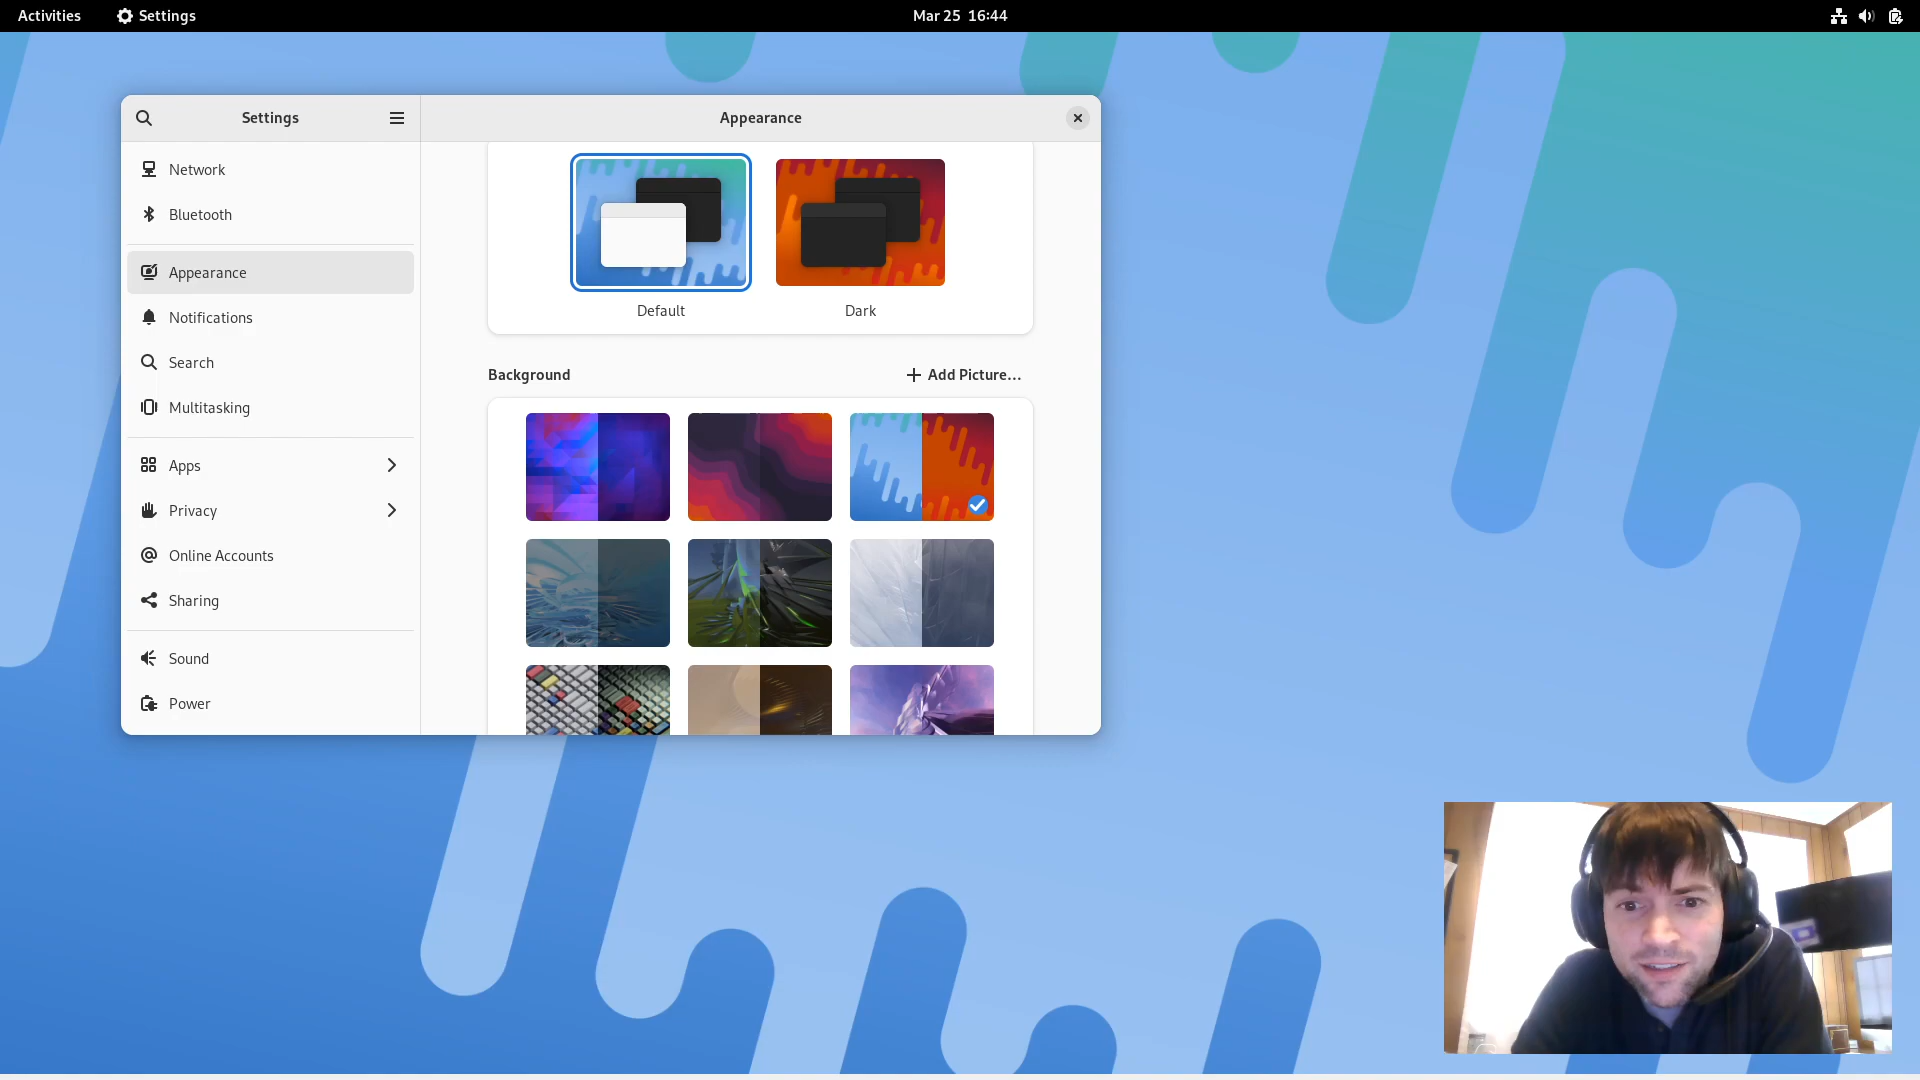 Activities
Settings
Mar 25 16:44
Settings
Appearance
Network
Bluetooth
Appearance
Notifications
Search
Multitasking
Apps
Privacy
Online Accounts
Sharing
Sound
Power
Default
Dark
Background
Add Picture…